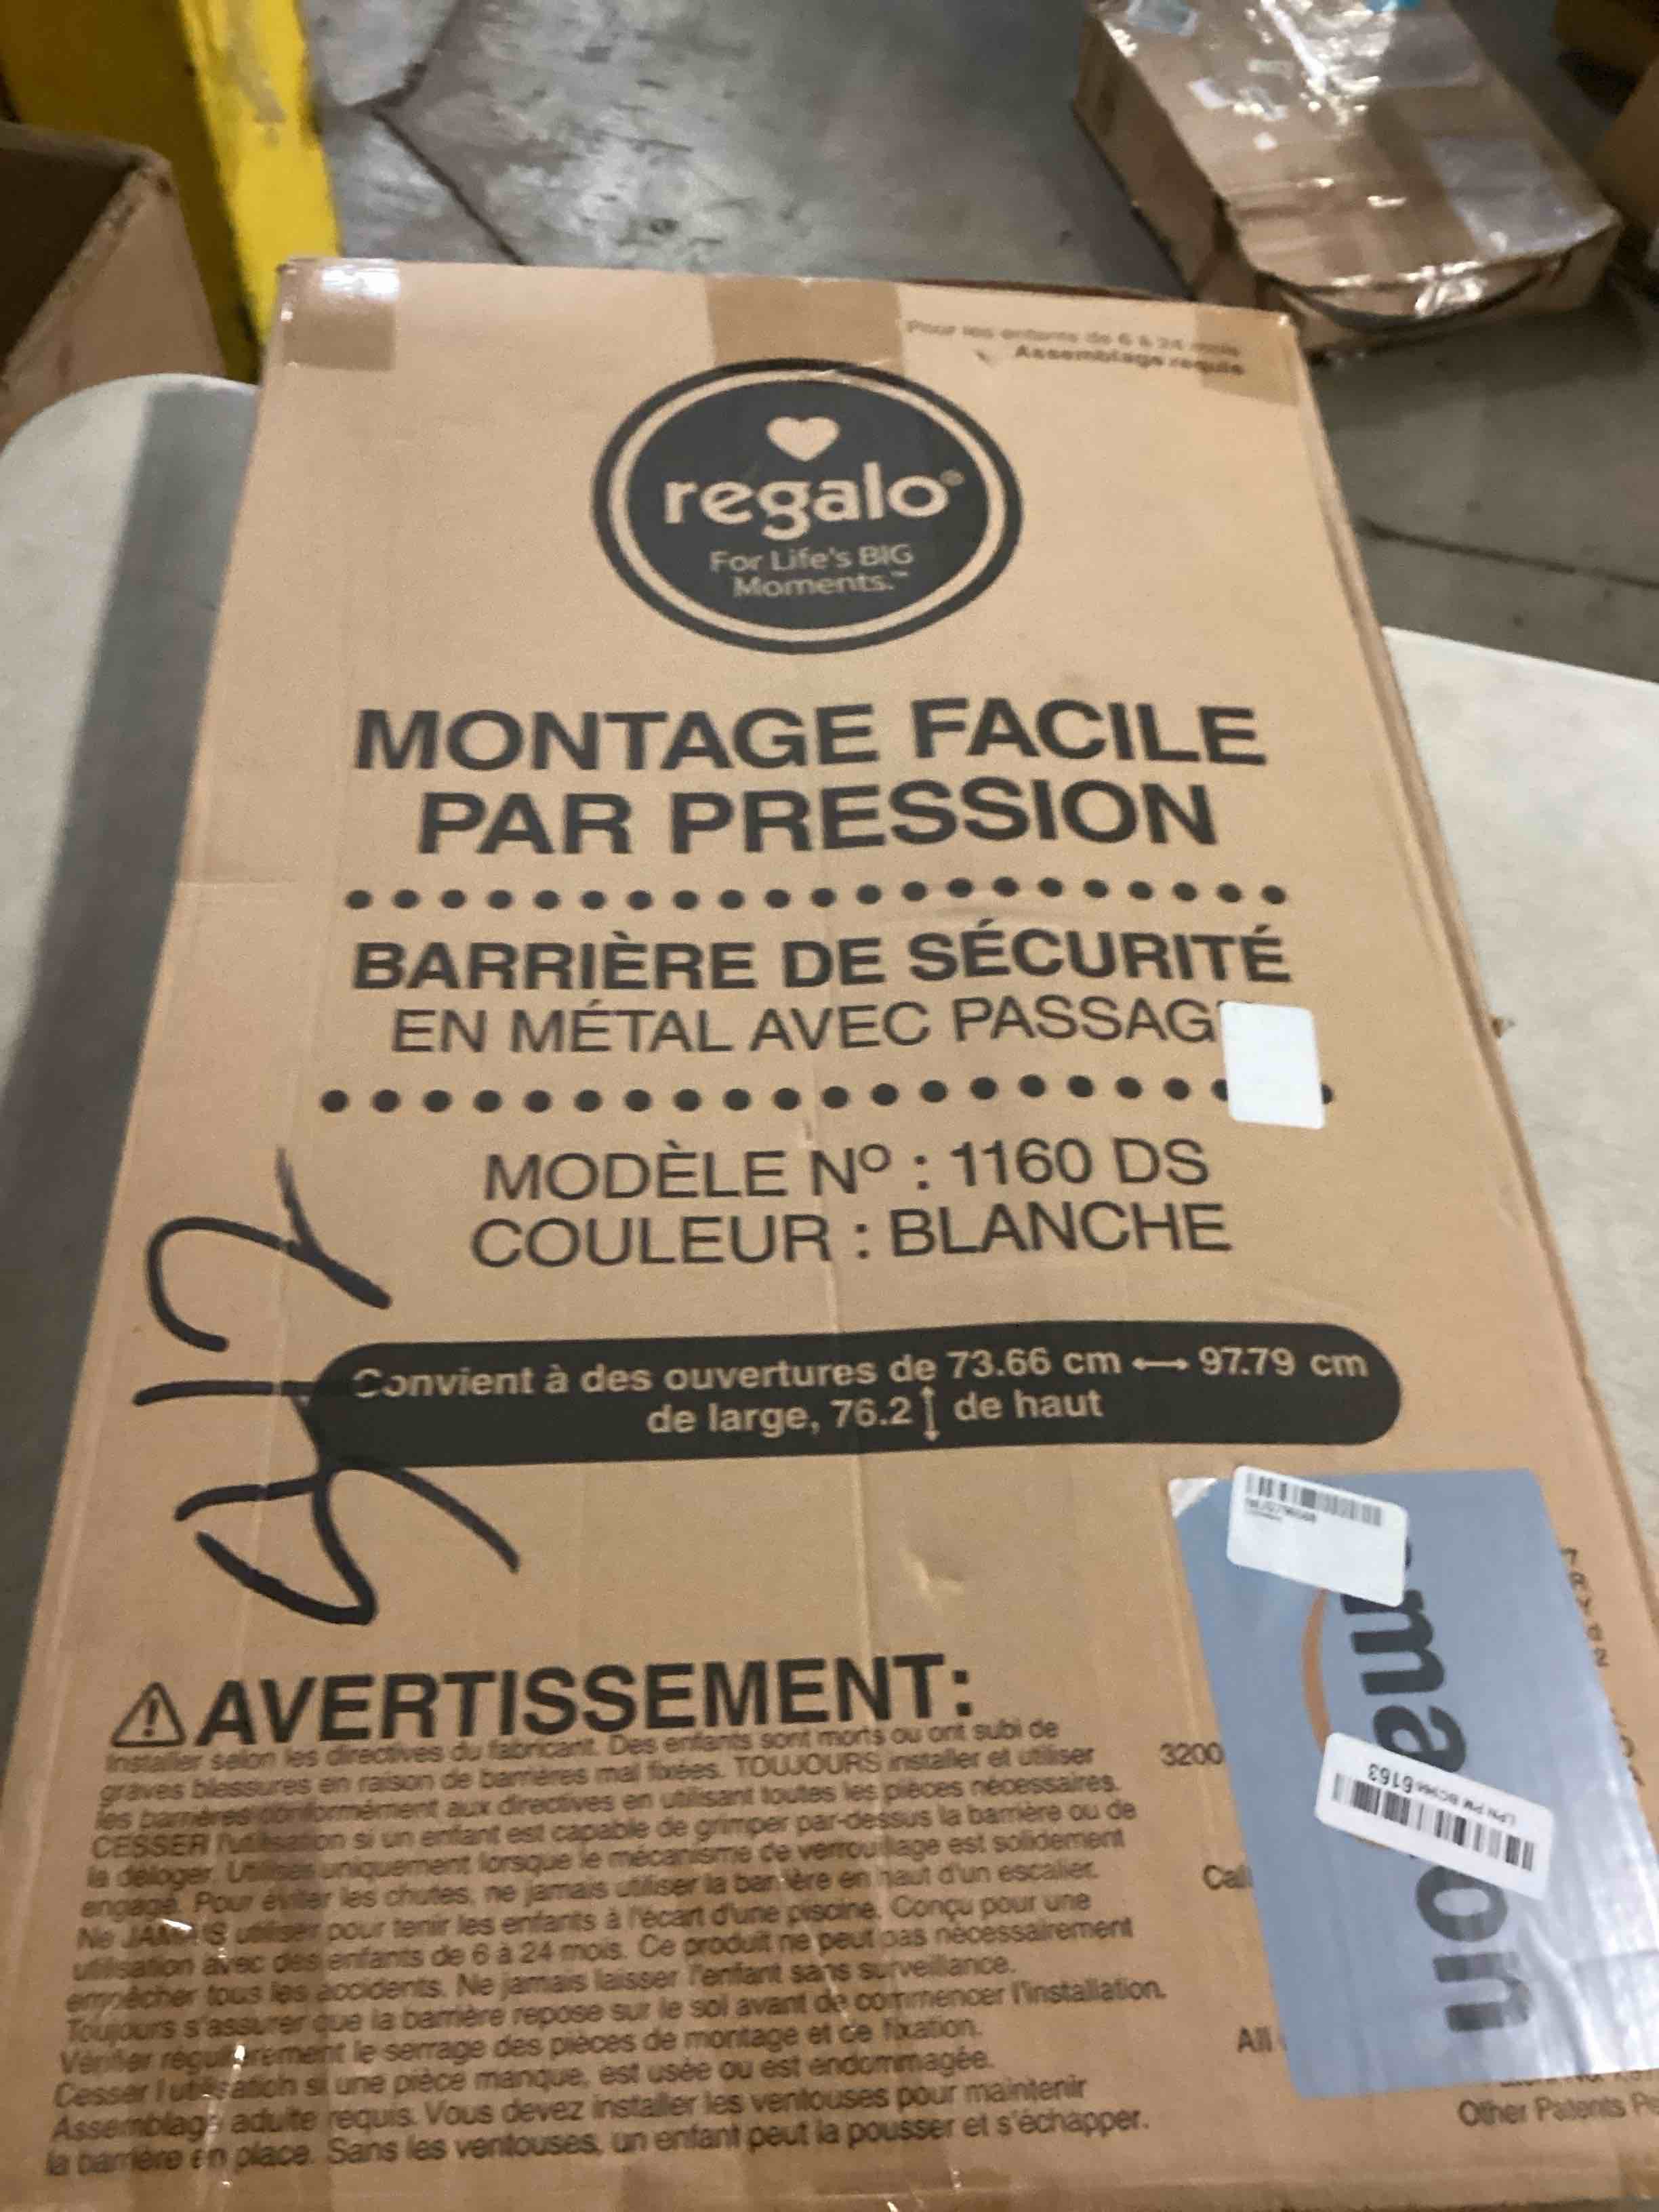 Pour les enfants de 6 à 24 mois
Assemblage requis
regalo®
For Life's BIG
Moments.™
MONTAGE FACILE
PAR PRESSION
BARRIÈRE DE SÉCURITÉ
EN MÉTAL AVEC PASSAG
MODÈLE Nº : 1160 DS
COULEUR : BLANCHE
Convient à des ouvertures de 73.66 cm ↔ 97.79 cm
de large, 76.2 ↕ de haut
AVERTISSEMENT:
Installer selon les directives du fabricant. Des enfants sont morts ou ont subi de
graves blessures en raison de barrières mal fixées. TOUJOURS installer et utiliser
les barrières conformément aux directives en utilisant toutes les pièces nécessaires.
CESSER l'utilisation si un enfant est capable de grimper par-dessus la barrière ou de
la déloger. Utiliser uniquement lorsque le mécanisme de verrouillage est solidement
engagé. Pour éviter les chutes, ne jamais utiliser la barrière en haut d'un escalier.
Ne JAMAIS utiliser pour tenir les enfants à l'écart d'une piscine. Conçu pour une
utilisation avec des enfants de 6 à 24 mois. Ce produit ne peut pas nécessairement
empêcher tous les accidents. Ne jamais laisser l'enfant sans surveillance.
Toujours s'assurer que la barrière repose sur le sol avant de commencer l'installation.
Vérifier régulièrement le serrage des pièces de montage et de fixation.
Cesser l'utilisation si une pièce manque, est usée ou est endommagée.
Assemblage adulte requis. Vous devez installer les ventouses pour maintenir
la barrière en place. Sans les ventouses, un enfant peut la pousser et s'échapper.
3200
Call
All
Other Patents Pe
mazon
6163